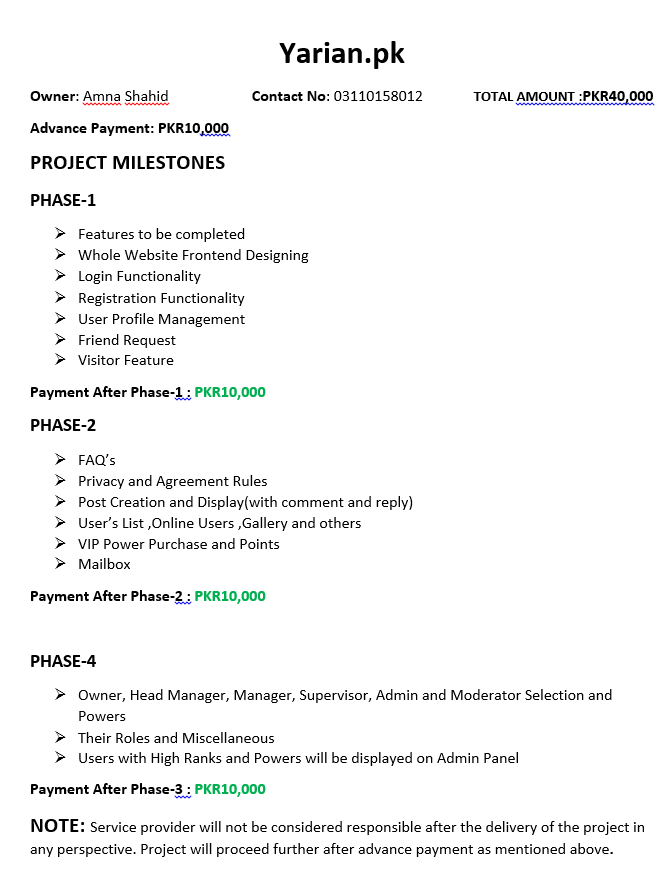 Yarian.pk
Owner: Amna Shahid Contact No: 03110158012 TOTAL AMOUNT :PKR40,000
Advance Payment: PKR10,000
PROJECT MILESTONES
PHASE-1
➢ Features to be completed
➢ Whole Website Frontend Designing
➢ Login Functionality
➢ Registration Functionality
➢ User Profile Management
➢ Friend Request
➢ Visitor Feature
Payment After Phase-1 : PKR10,000
PHASE-2
➢ FAQ’s
➢ Privacy and Agreement Rules
➢ Post Creation and Display(with comment and reply)
➢ User’s List ,Online Users ,Gallery and others
➢ VIP Power Purchase and Points
➢ Mailbox
Payment After Phase-2 : PKR10,000
PHASE-4
➢ Owner, Head Manager, Manager, Supervisor, Admin and Moderator Selection and
Powers
➢ Their Roles and Miscellaneous
➢ Users with High Ranks and Powers will be displayed on Admin Panel
Payment After Phase-3 : PKR10,000
NOTE: Service provider will not be considered responsible after the delivery of the project in
any perspective. Project will proceed further after advance payment as mentioned above.